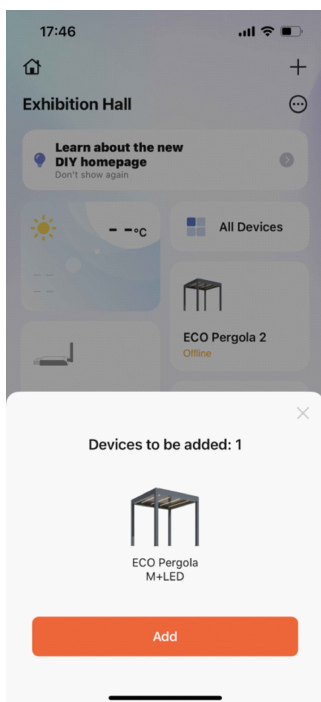 17:46
Exhibition Hall
Learn about the new
DIY homepage
Don't show again
– –°C
All Devices
– –
– –
ECO Pergola 2
Offline
Devices to be added: 1
ECO Pergola
M+LED
Add